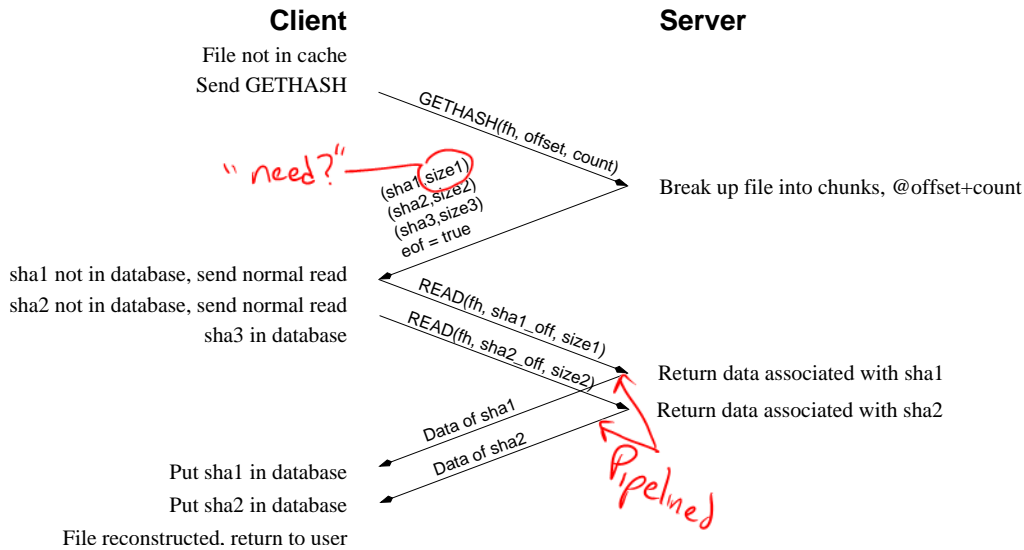 Client
Server
File not in cache
Send GETHASH
GETHASH(fh, offset, count)
"need?"
(sha1,size1)
(sha2,size2)
(sha3,size3)
eof = true
Break up file into chunks, @offset+count
sha1 not in database, send normal read
sha2 not in database, send normal read
sha3 in database
READ(fh, sha1_off, size1)
READ(fh, sha2_off, size2)
Return data associated with sha1
Return data associated with sha2
Data of sha1
Data of sha2
Pipelined
Put sha1 in database
Put sha2 in database
File reconstructed, return to user